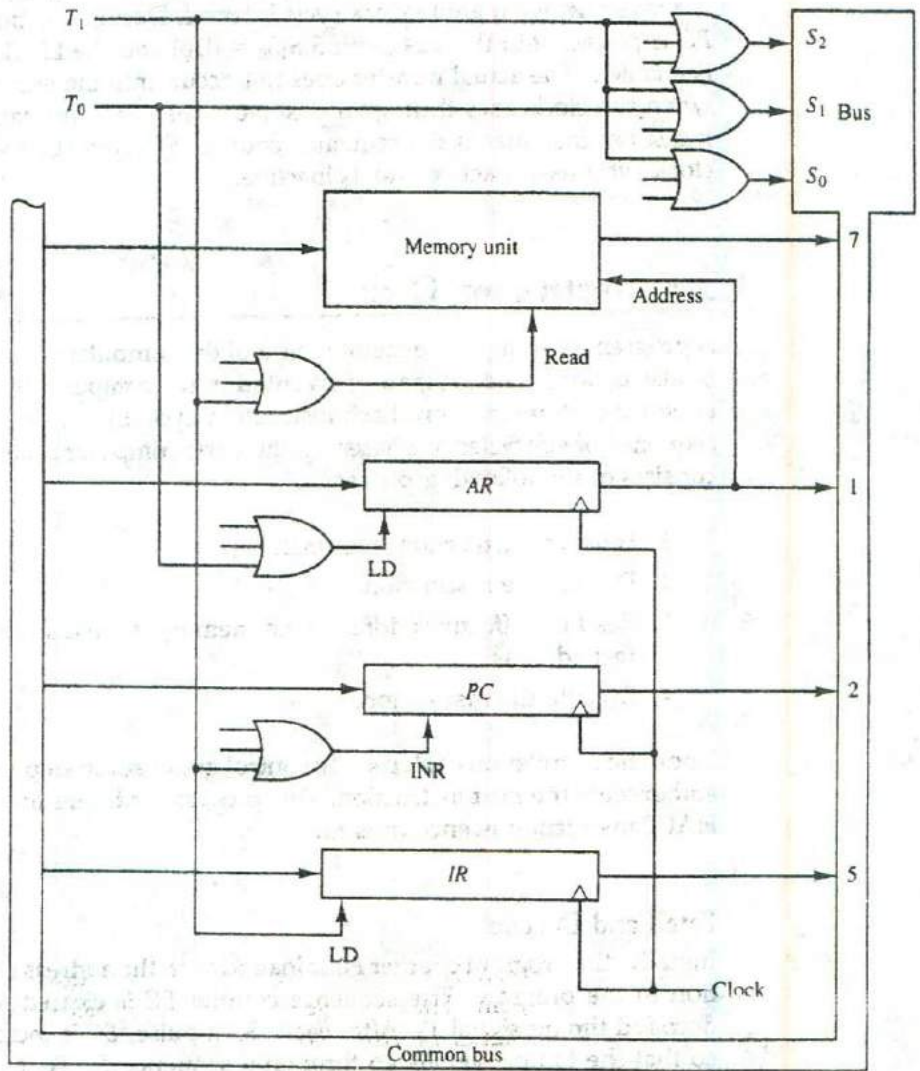 T₁
S₂
T₀
S₁
Bus
S₀
Memory unit
7
Address
Read
AR
1
LD
PC
2
INR
IR
5
LD
Clock
Common bus